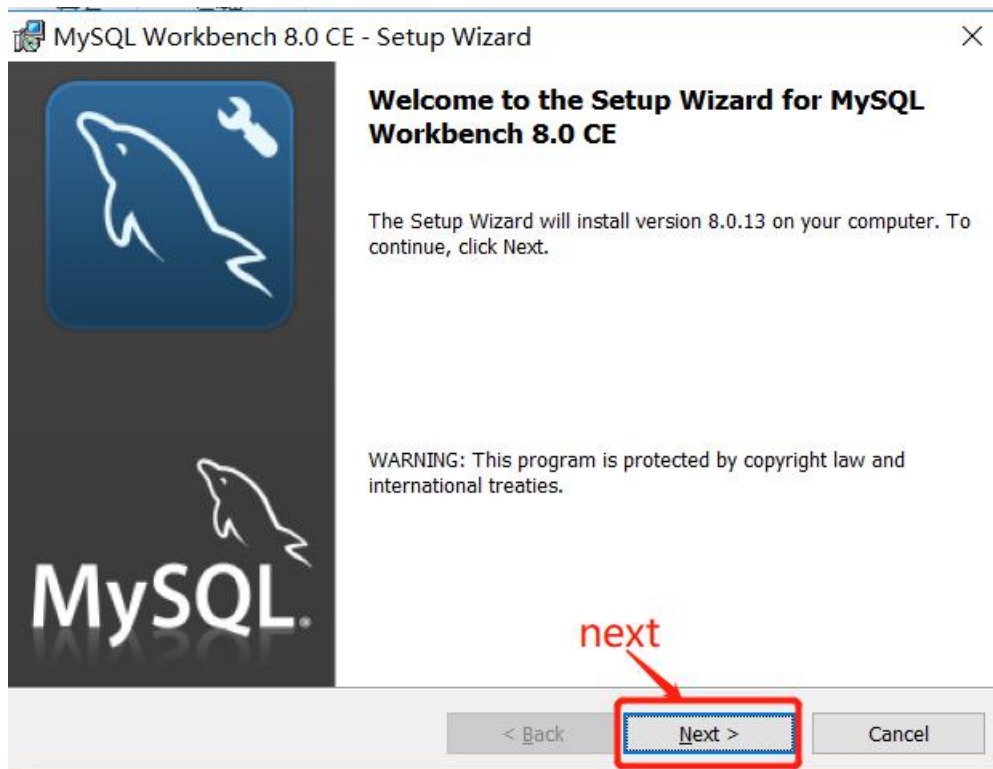 MySQL Workbench 8.0 CE - Setup Wizard
Welcome to the Setup Wizard for MySQL
Workbench 8.0 CE
The Setup Wizard will install version 8.0.13 on your computer. To
continue, click Next.
WARNING: This program is protected by copyright law and
international treaties.
MySQL®
next
< Back
Next >
Cancel